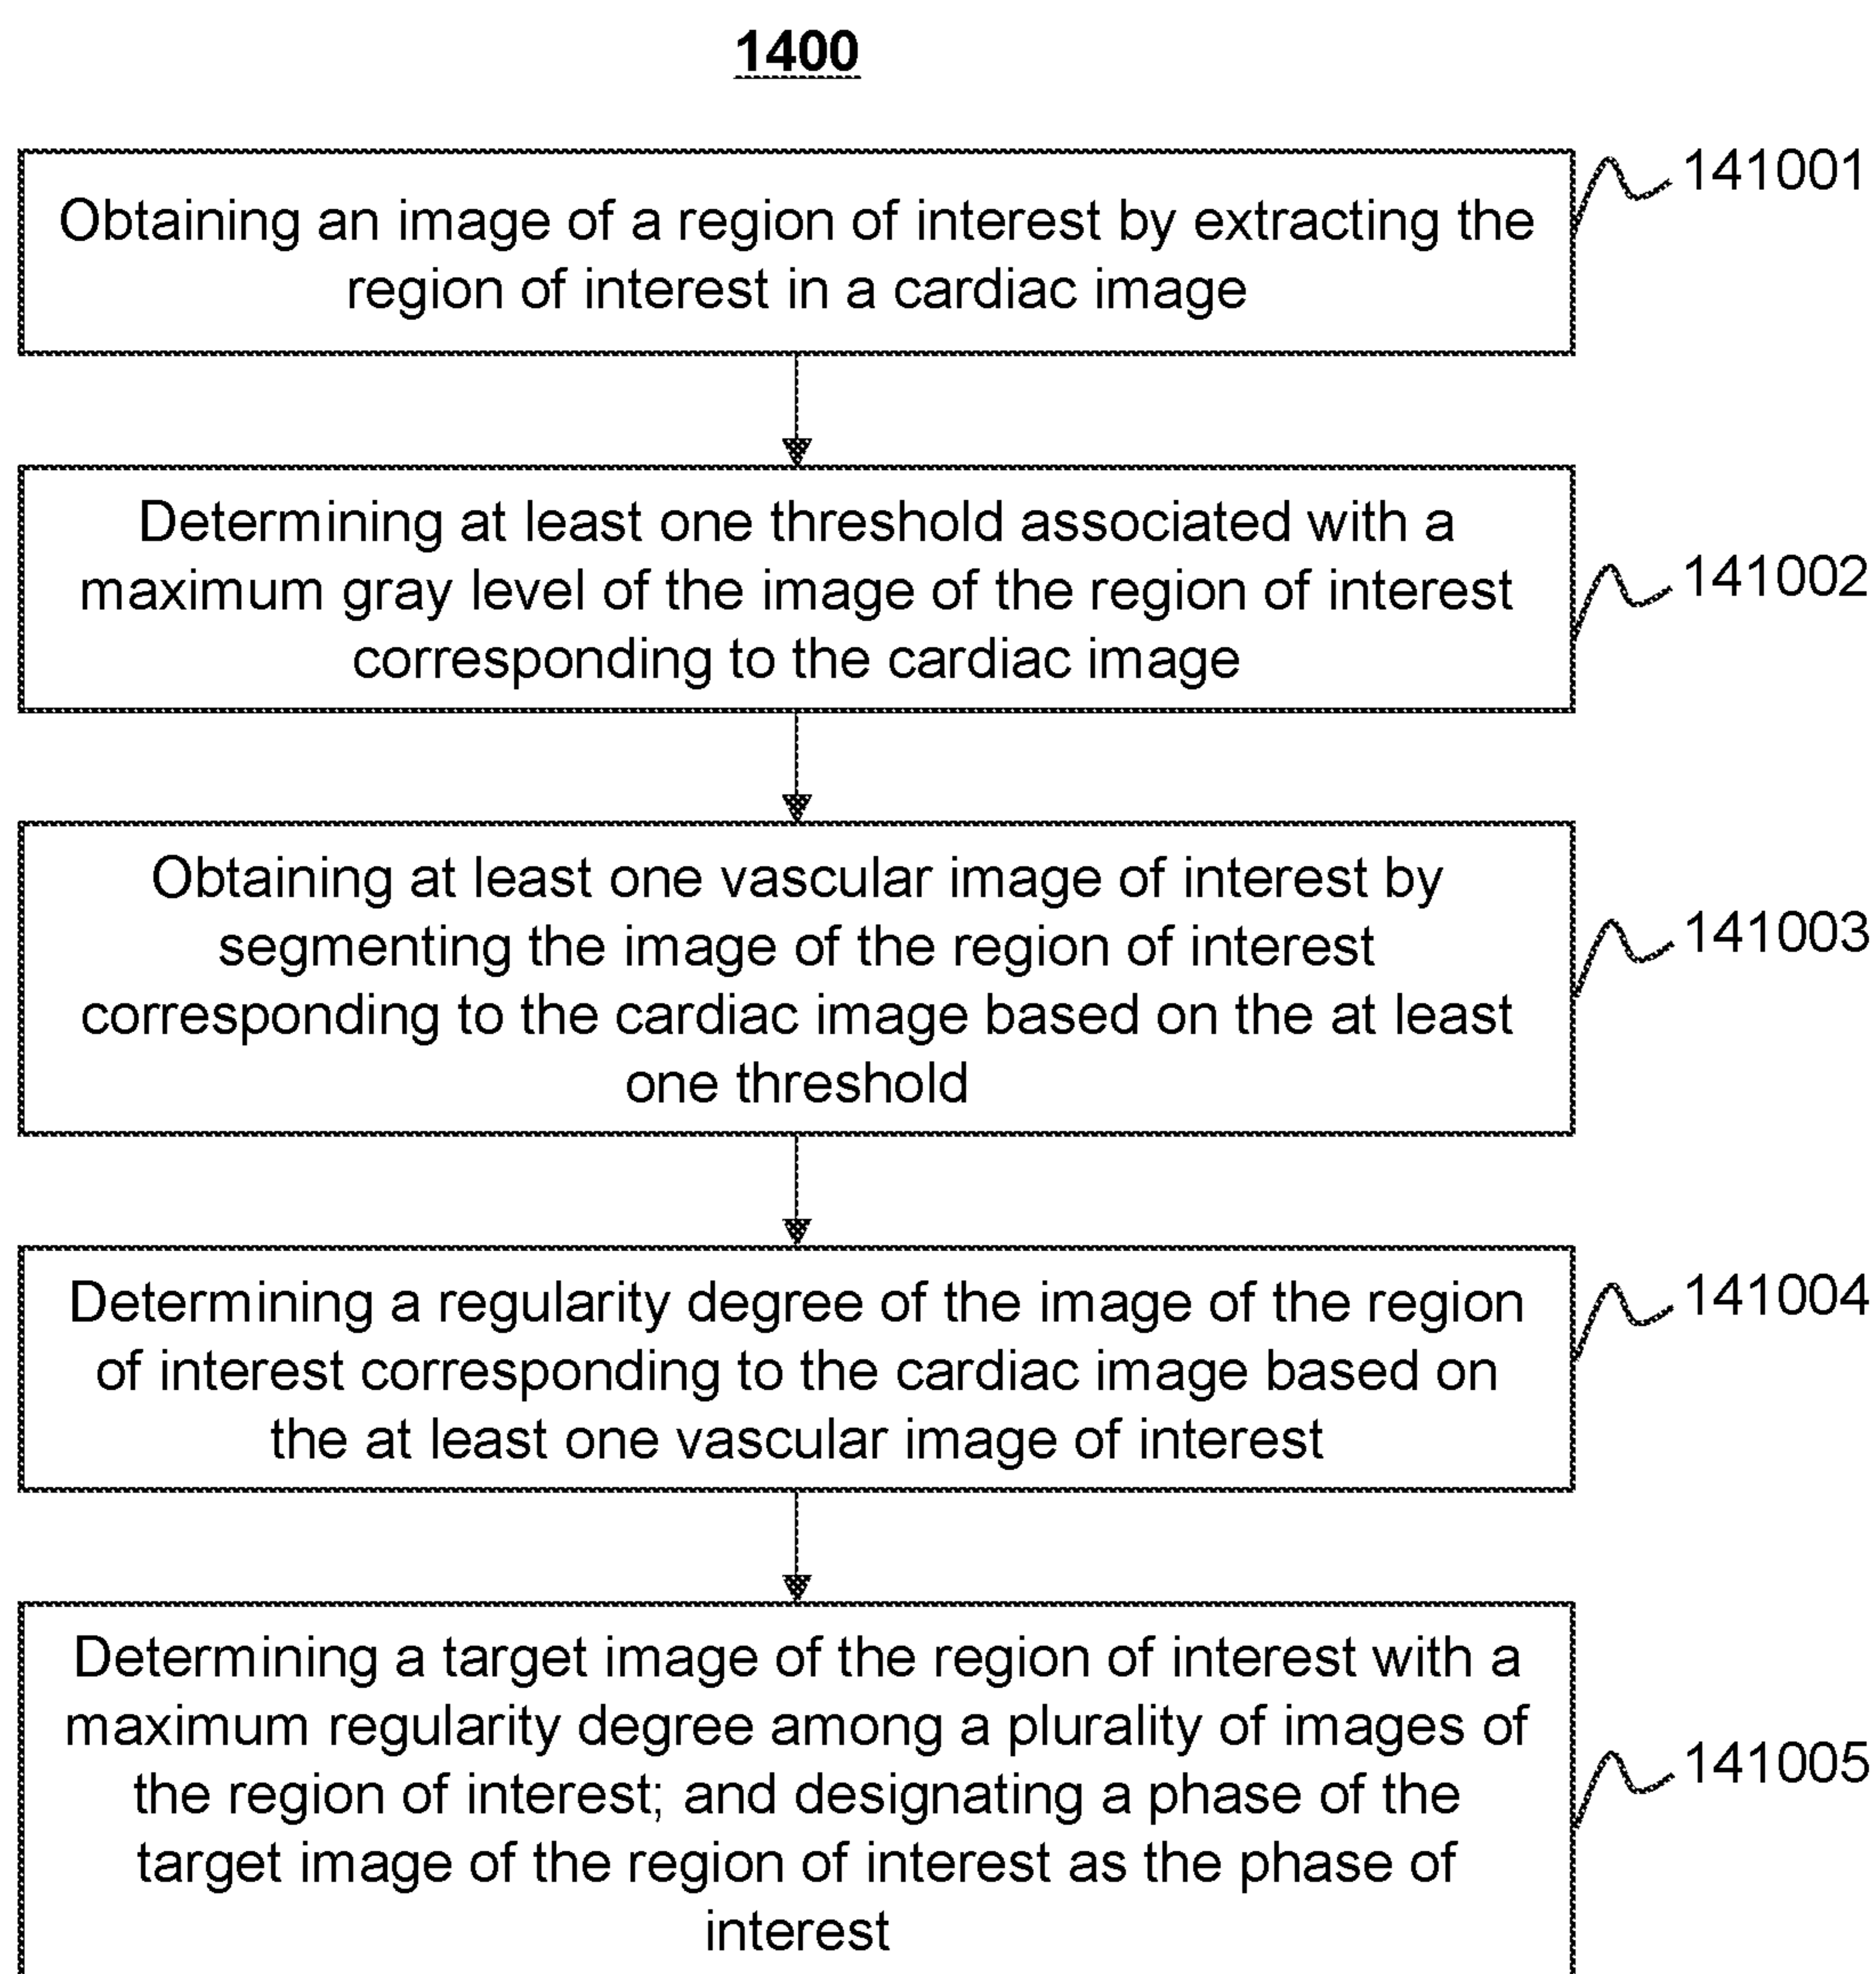 1400
Obtaining an image of a region of interest by extracting the
region of interest in a cardiac image
141001
Determining at least one threshold associated with a
maximum gray level of the image of the region of interest
corresponding to the cardiac image
141002
Obtaining at least one vascular image of interest by
segmenting the image of the region of interest
corresponding to the cardiac image based on the at least
one threshold
141003
Determining a regularity degree of the image of the region
of interest corresponding to the cardiac image based on
the at least one vascular image of interest
141004
Determining a target image of the region of interest with a
maximum regularity degree among a plurality of images of
the region of interest; and designating a phase of the
target image of the region of interest as the phase of
interest
141005